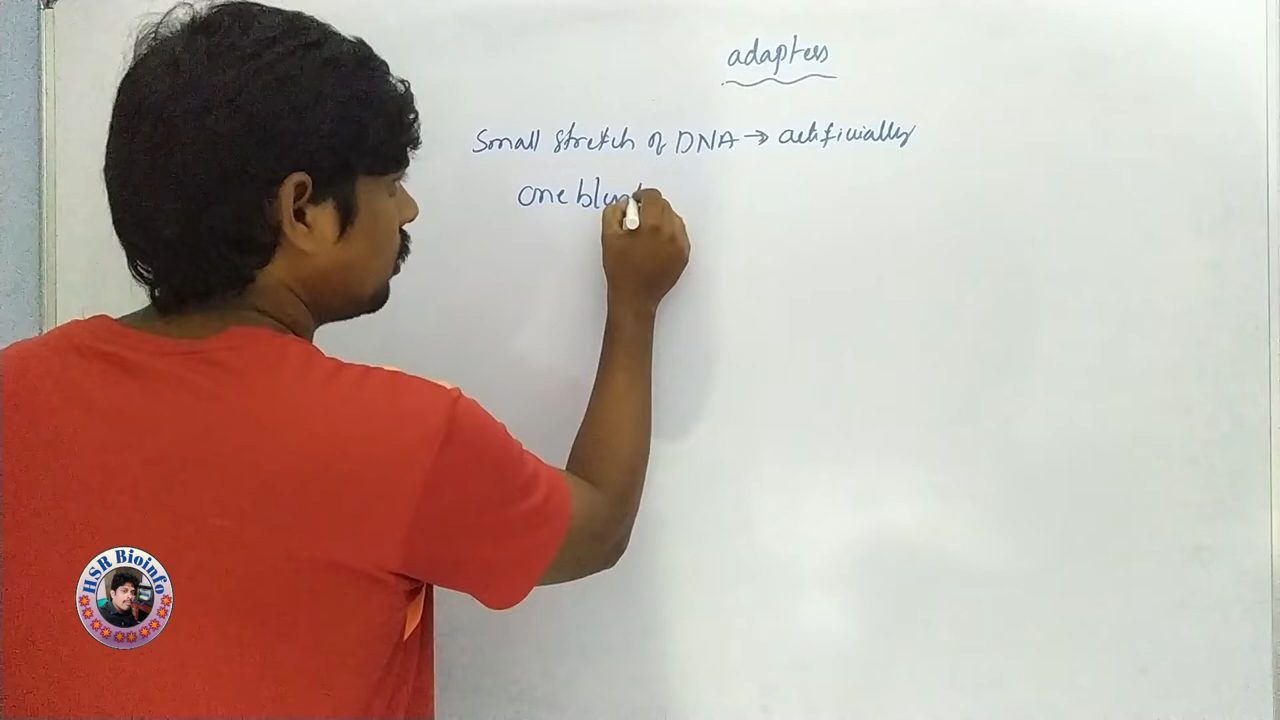 adapters
Small stretch of DNA → artificially
one blunt
HSR Bioinfo